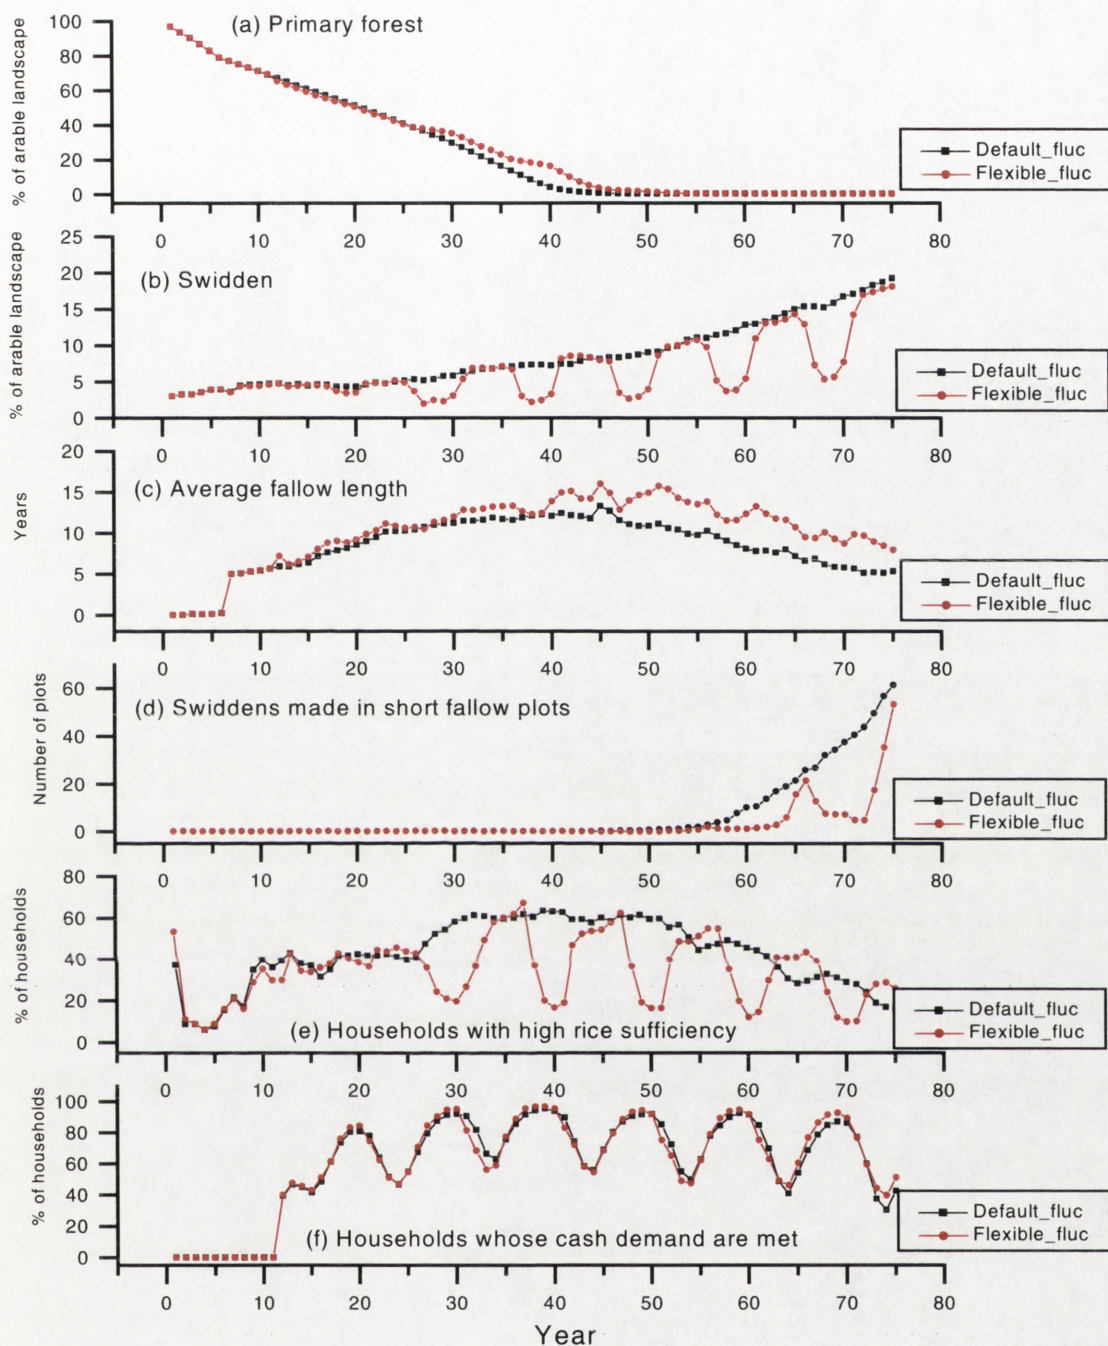 (a) Primary forest
% of arable landscape
100
80
60
40
20
0
Default_fluc
Flexible_fluc
0 10 20 30 40 50 60 70 80
(b) Swidden
% of arable landscape
25
20
15
10
5
0
Default_fluc
Flexible_fluc
0 10 20 30 40 50 60 70 80
(c) Average fallow length
Years
20
15
10
5
0
Default_fluc
Flexible_fluc
0 10 20 30 40 50 60 70 80
(d) Swiddens made in short fallow plots
Number of plots
60
40
20
0
Default_fluc
Flexible_fluc
0 10 20 30 40 50 60 70 80
% of households
80
60
40
20
0
(e) Households with high rice sufficiency
Default_fluc
Flexible_fluc
0 10 20 30 40 50 60 70 80
% of households
100
80
60
40
20
0
(f) Households whose cash demand are met
Default_fluc
Flexible_fluc
0 10 20 30 40 50 60 70 80
Year